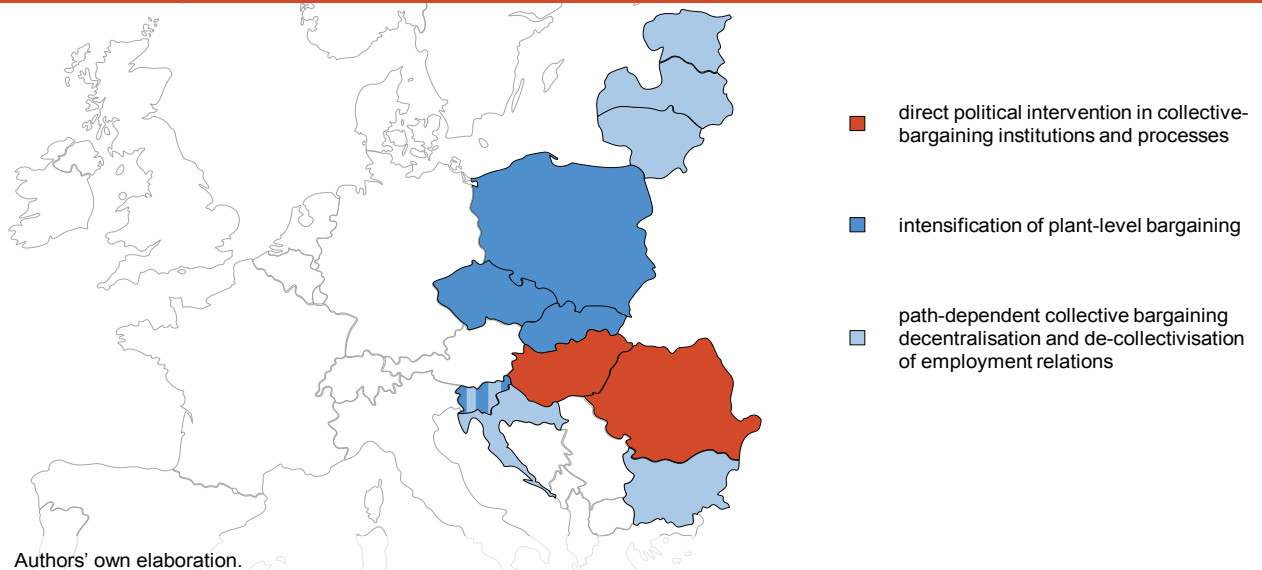 direct political intervention in collective-
bargaining institutions and processes
intensification of plant-level bargaining
path-dependent collective bargaining
decentralisation and de-collectivisation
of employment relations
Authors' own elaboration.